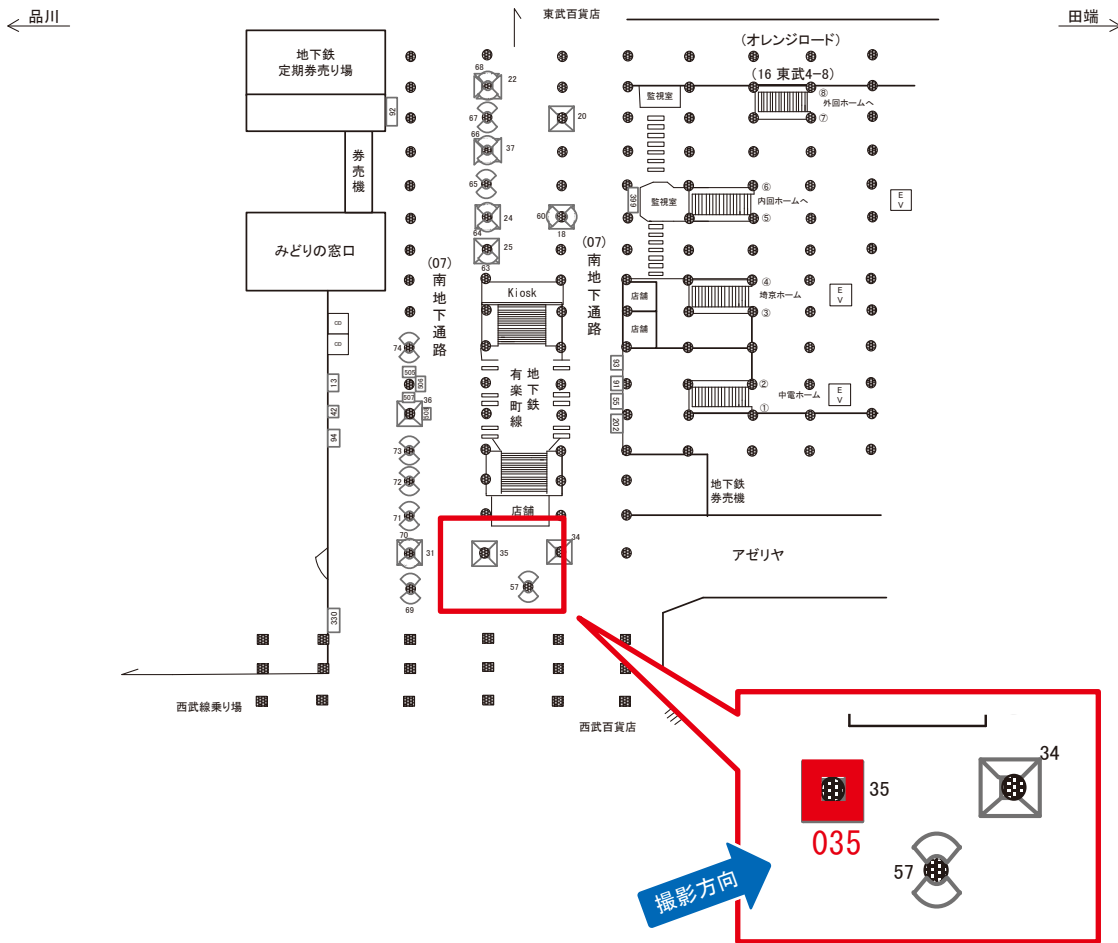 品川
東武百貨店
田端
地下鉄
定期券売り場
92
券売機
みどりの窓口
(07)
南地下通路
68
22
67
66
37
65
24
64
25
63
20
60
18
(07)
南地下通路
(オレンジロード)
(16 東武4-8)
監視室
⑧
外回ホームへ
⑦
399
監視室
⑥
内回ホームへ
⑤
E
V
店舗
④
埼京ホーム
③
E
V
店舗
②
中電ホーム
①
E
V
Kiosk
地下鉄
有楽町線
93
91
55
202
CD
CD
13
42
94
330
74
505
506
507
36
508
73
72
71
70
31
69
店舗
35
34
57
地下鉄
券売機
アゼリヤ
西武線乗り場
西武百貨店
34
35
035
57
撮影方向